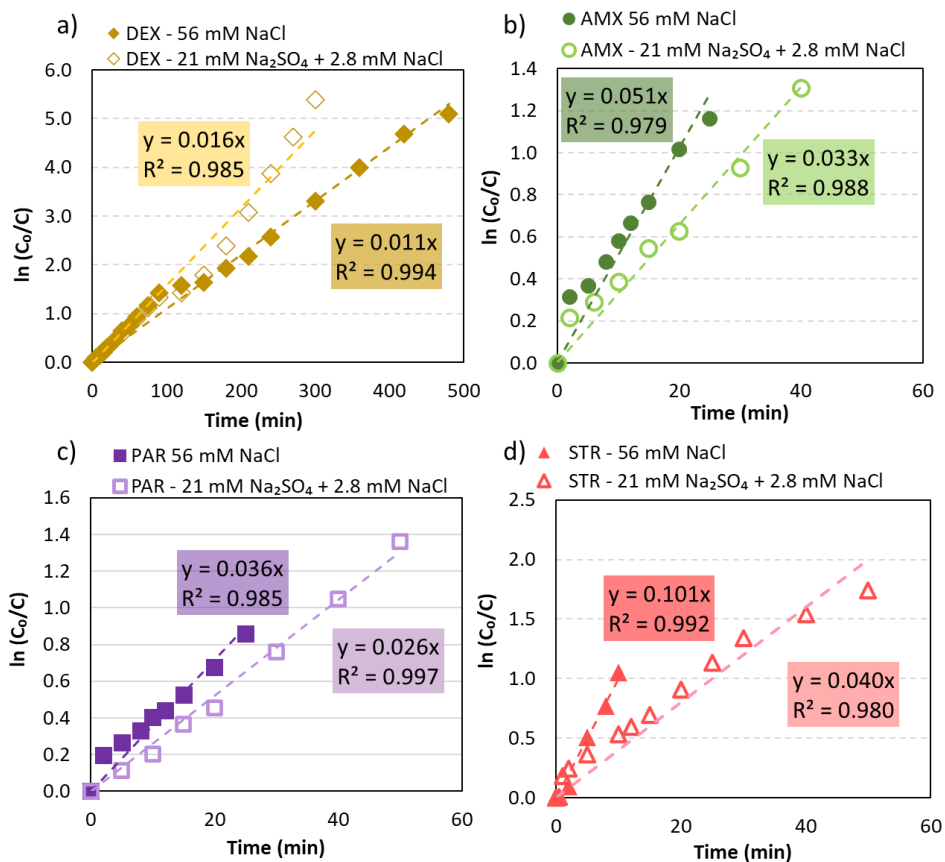 a)
DEX - 56 mM NaCl
DEX - 21 mM Na₂SO₄ + 2.8 mM NaCl
6.0
5.0
4.0
3.0
2.0
1.0
0.0
ln (C₀/C)
y = 0.016x
R² = 0.985
y = 0.011x
R² = 0.994
0 100 200 300 400 500
Time (min)
b)
AMX 56 mM NaCl
AMX - 21 mM Na₂SO₄ + 2.8 mM NaCl
1.4
1.2
1.0
0.8
0.6
0.4
0.2
0.0
ln (C₀/C)
y = 0.051x
R² = 0.979
y = 0.033x
R² = 0.988
0 20 40 60
Time (min)
c)
PAR 56 mM NaCl
PAR - 21 mM Na₂SO₄ + 2.8 mM NaCl
1.6
1.4
1.2
1.0
0.8
0.6
0.4
0.2
0.0
ln (C₀/C)
y = 0.036x
R² = 0.985
y = 0.026x
R² = 0.997
0 20 40 60
Time (min)
d)
STR - 56 mM NaCl
STR - 21 mM Na₂SO₄ + 2.8 mM NaCl
2.5
2.0
1.5
1.0
0.5
0.0
ln (C₀/C)
y = 0.101x
R² = 0.992
y = 0.040x
R² = 0.980
0 20 40 60
Time (min)